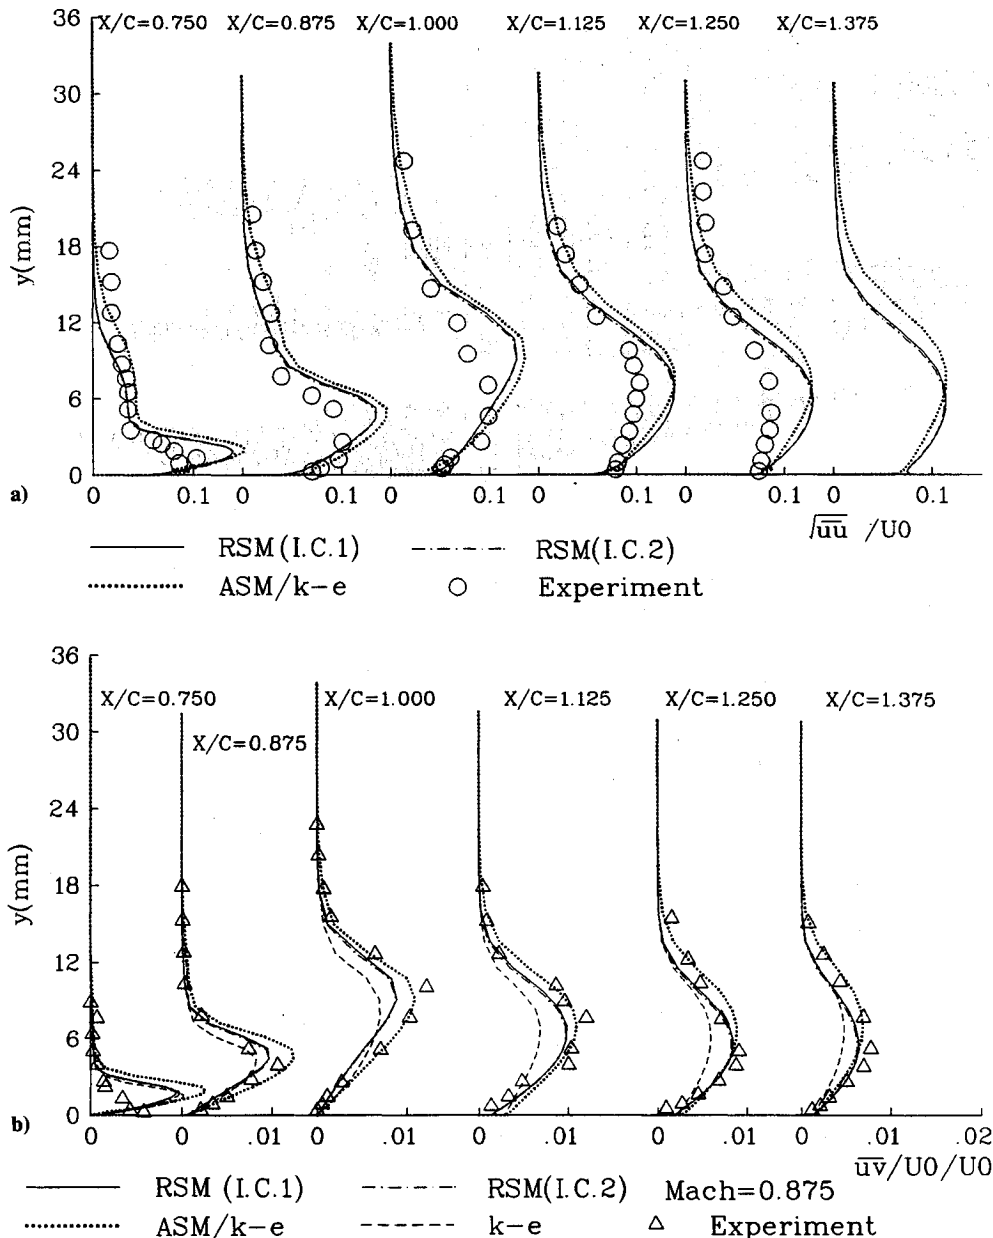 36
X/C=0.750 X/C=0.875 X/C=1.000 X/C=1.125 X/C=1.250 X/C=1.375
30
24
18
12
6
0
y(mm)
a)
0 0.1 0 0.1 0 0.1 0 0.1 0 0.1 0 0.1
√uu /U0
RSM (I.C.1) RSM(I.C.2)
ASM/k-e Experiment
36
X/C=0.750 X/C=1.000 X/C=1.125 X/C=1.250 X/C=1.375
X/C=0.875
30
24
18
12
6
0
y(mm)
b)
0 0 .01 0 .01 0 .01 0 .01 0 .01 .02
uv/U0/U0
RSM (I.C.1) RSM(I.C.2) Mach=0.875
ASM/k-e k-e Experiment